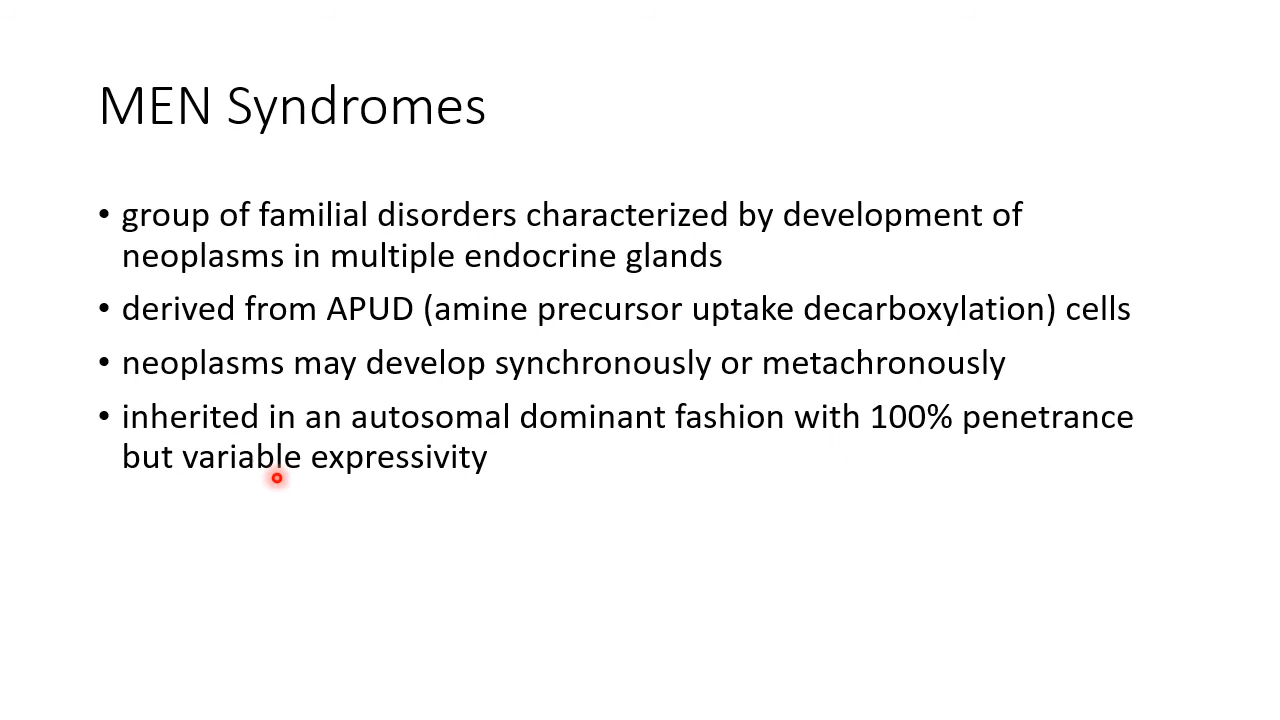 MEN Syndromes
• group of familial disorders characterized by development of
neoplasms in multiple endocrine glands
• derived from APUD (amine precursor uptake decarboxylation) cells
• neoplasms may develop synchronously or metachronously
• inherited in an autosomal dominant fashion with 100% penetrance
but variable expressivity